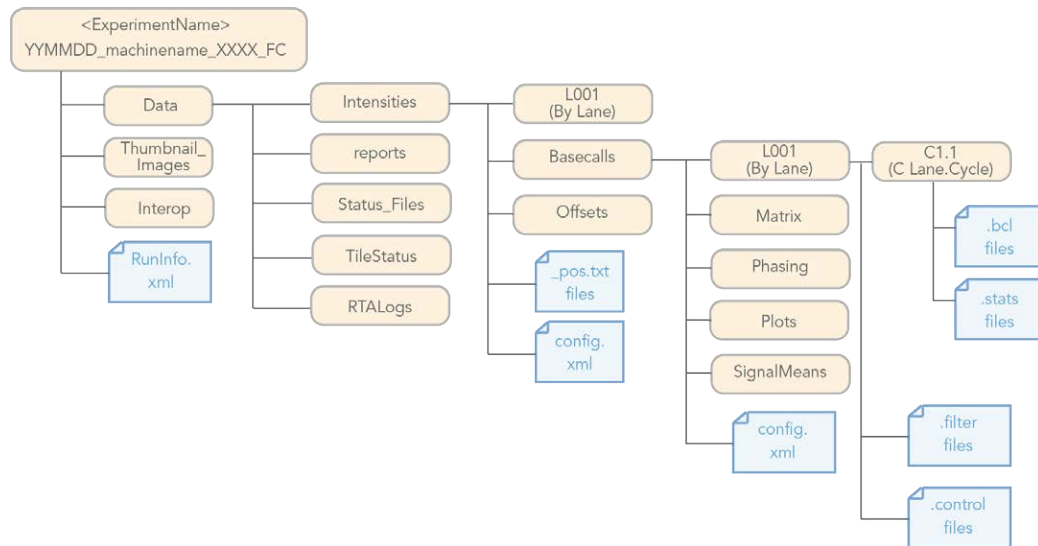 <ExperimentName>
YYMMDD_machinename_XXXX_FC
Data
Thumbnail_
Images
Interop
RunInfo.
xml
Intensities
reports
Status_Files
TileStatus
RTALogs
L001
(By Lane)
Basecalls
Offsets
_pos.txt
files
config.
xml
L001
(By Lane)
Matrix
Phasing
Plots
SignalMeans
config.
xml
C1.1
(C Lane.Cycle)
.bcl
files
.stats
files
.filter
files
.control
files